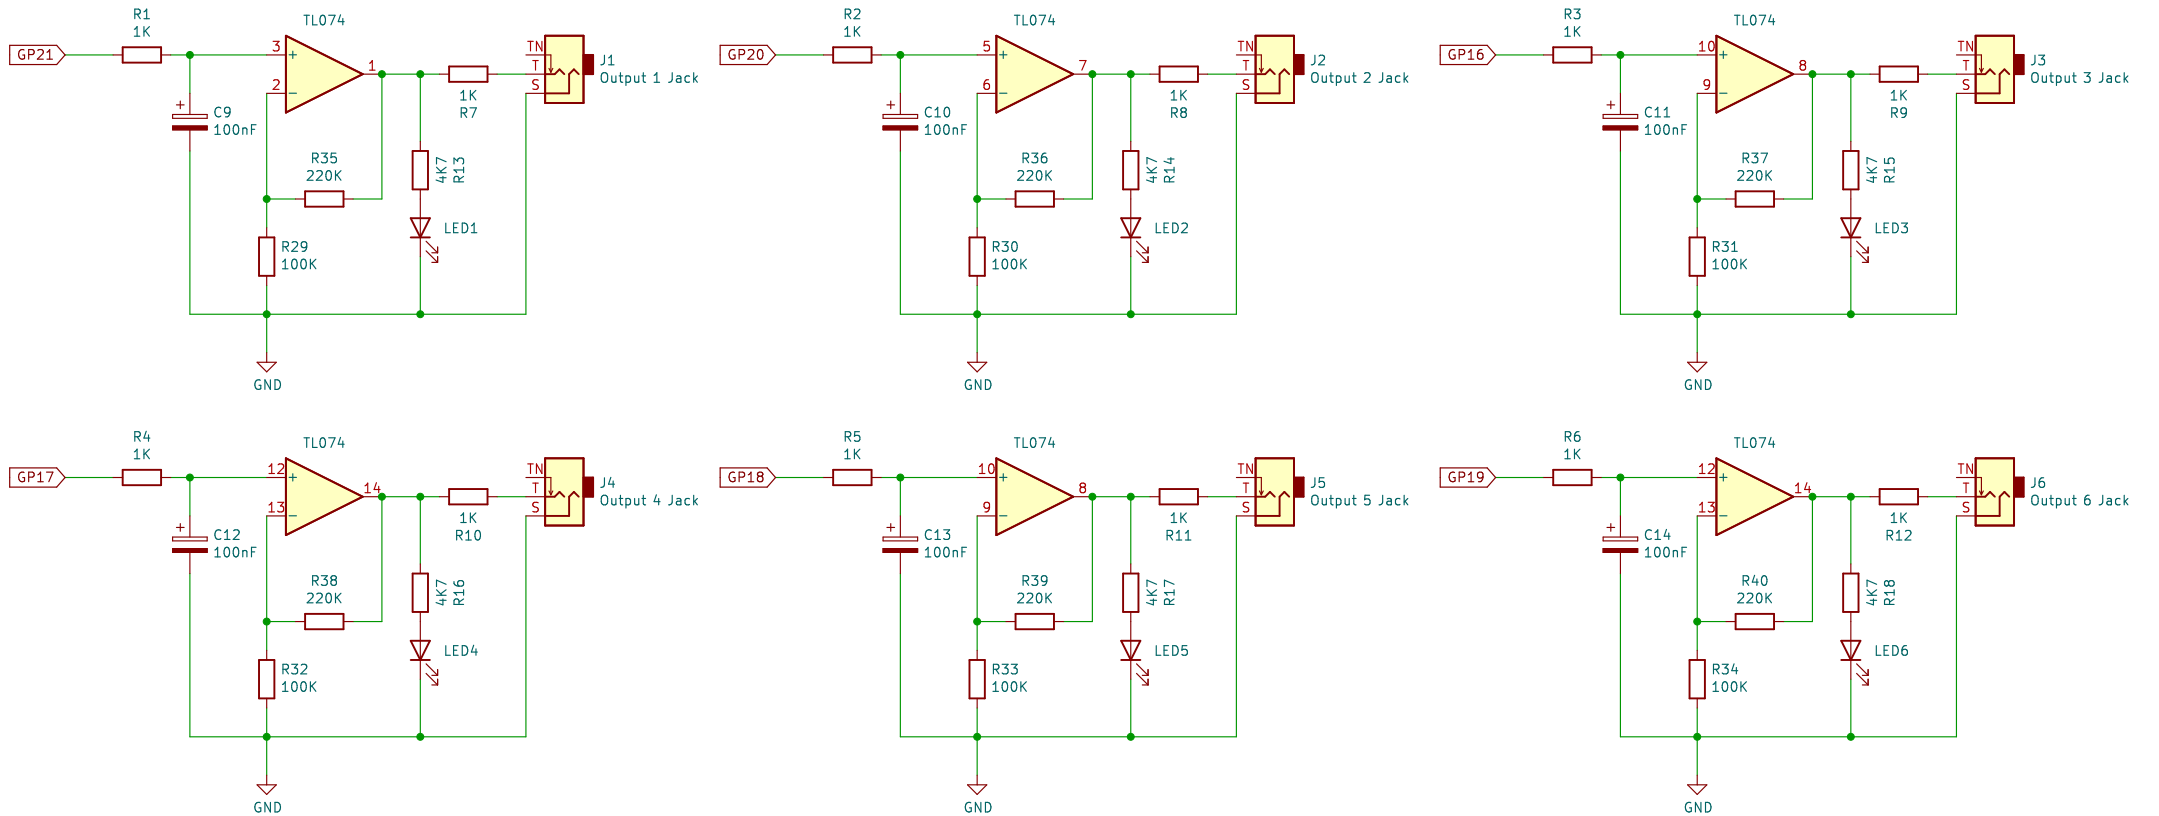 R1
1K
TL074
GP21
3
+
2
−
1
TN
T
S
J1
Output 1 Jack
1K
R7
+
C9
100nF
R35
220K
4K7
R13
LED1
R29
100K
GND
R2
1K
TL074
GP20
5
+
6
−
7
TN
T
S
J2
Output 2 Jack
1K
R8
+
C10
100nF
R36
220K
4K7
R14
LED2
R30
100K
GND
R3
1K
TL074
GP16
10
+
9
−
8
TN
T
S
J3
Output 3 Jack
1K
R9
+
C11
100nF
R37
220K
4K7
R15
LED3
R31
100K
GND
R4
1K
TL074
GP17
12
+
13
−
14
TN
T
S
J4
Output 4 Jack
1K
R10
+
C12
100nF
R38
220K
4K7
R16
LED4
R32
100K
GND
R5
1K
TL074
GP18
10
+
9
−
8
TN
T
S
J5
Output 5 Jack
1K
R11
+
C13
100nF
R39
220K
4K7
R17
LED5
R33
100K
GND
R6
1K
TL074
GP19
12
+
13
−
14
TN
T
S
J6
Output 6 Jack
1K
R12
+
C14
100nF
R40
220K
4K7
R18
LED6
R34
100K
GND